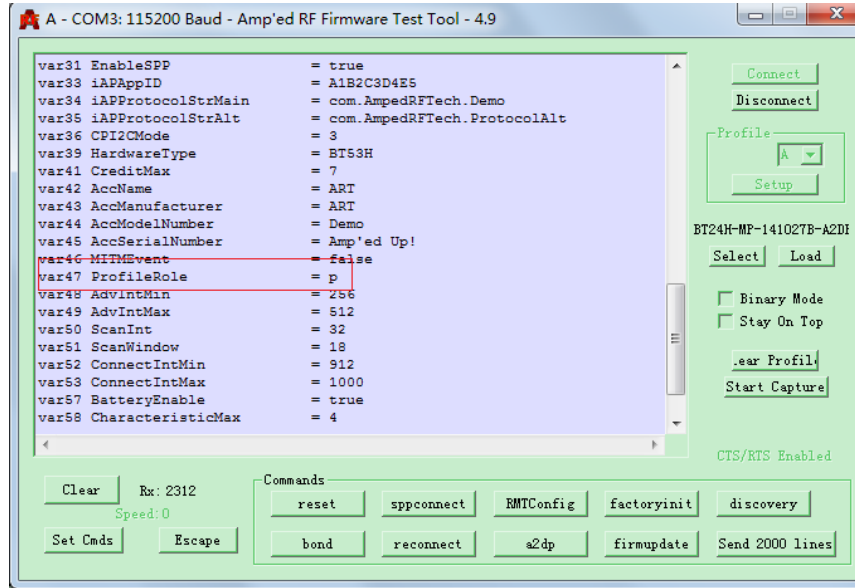 A - COM3: 115200 Baud - Amp'ed RF Firmware Test Tool - 4.9
var31 EnableSPP = true
var33 iAPAppID = A1B2C3D4E5
var34 iAPProtocolStrMain = com.AmpedRFTech.Demo
var35 iAPProtocolStrAlt = com.AmpedRFTech.ProtocolAlt
var36 CPI2CMode = 3
var39 HardwareType = BT53H
var41 CreditMax = 7
var42 AccName = ART
var43 AccManufacturer = ART
var44 AccModelNumber = Demo
var45 AccSerialNumber = Amp'ed Up!
var46 MITMEvent = false
var47 ProfileRole = p
var48 AdvIntMin = 256
var49 AdvIntMax = 512
var50 ScanInt = 32
var51 ScanWindow = 18
var52 ConnectIntMin = 912
var53 ConnectIntMax = 1000
var57 BatteryEnable = true
var58 CharacteristicMax = 4
Connect
Disconnect
Profile
A
Setup
BT24H-MP-141027B-A2DI
Select Load
Binary Mode
Stay On Top
.ear Profil
Start Capture
CTS/RTS Enabled
Clear Rx: 2312
Speed:0
Set Cmds Escape
Commands
reset sppconnect RMTConfig factoryinit discovery
bond reconnect a2dp firmupdate Send 2000 lines